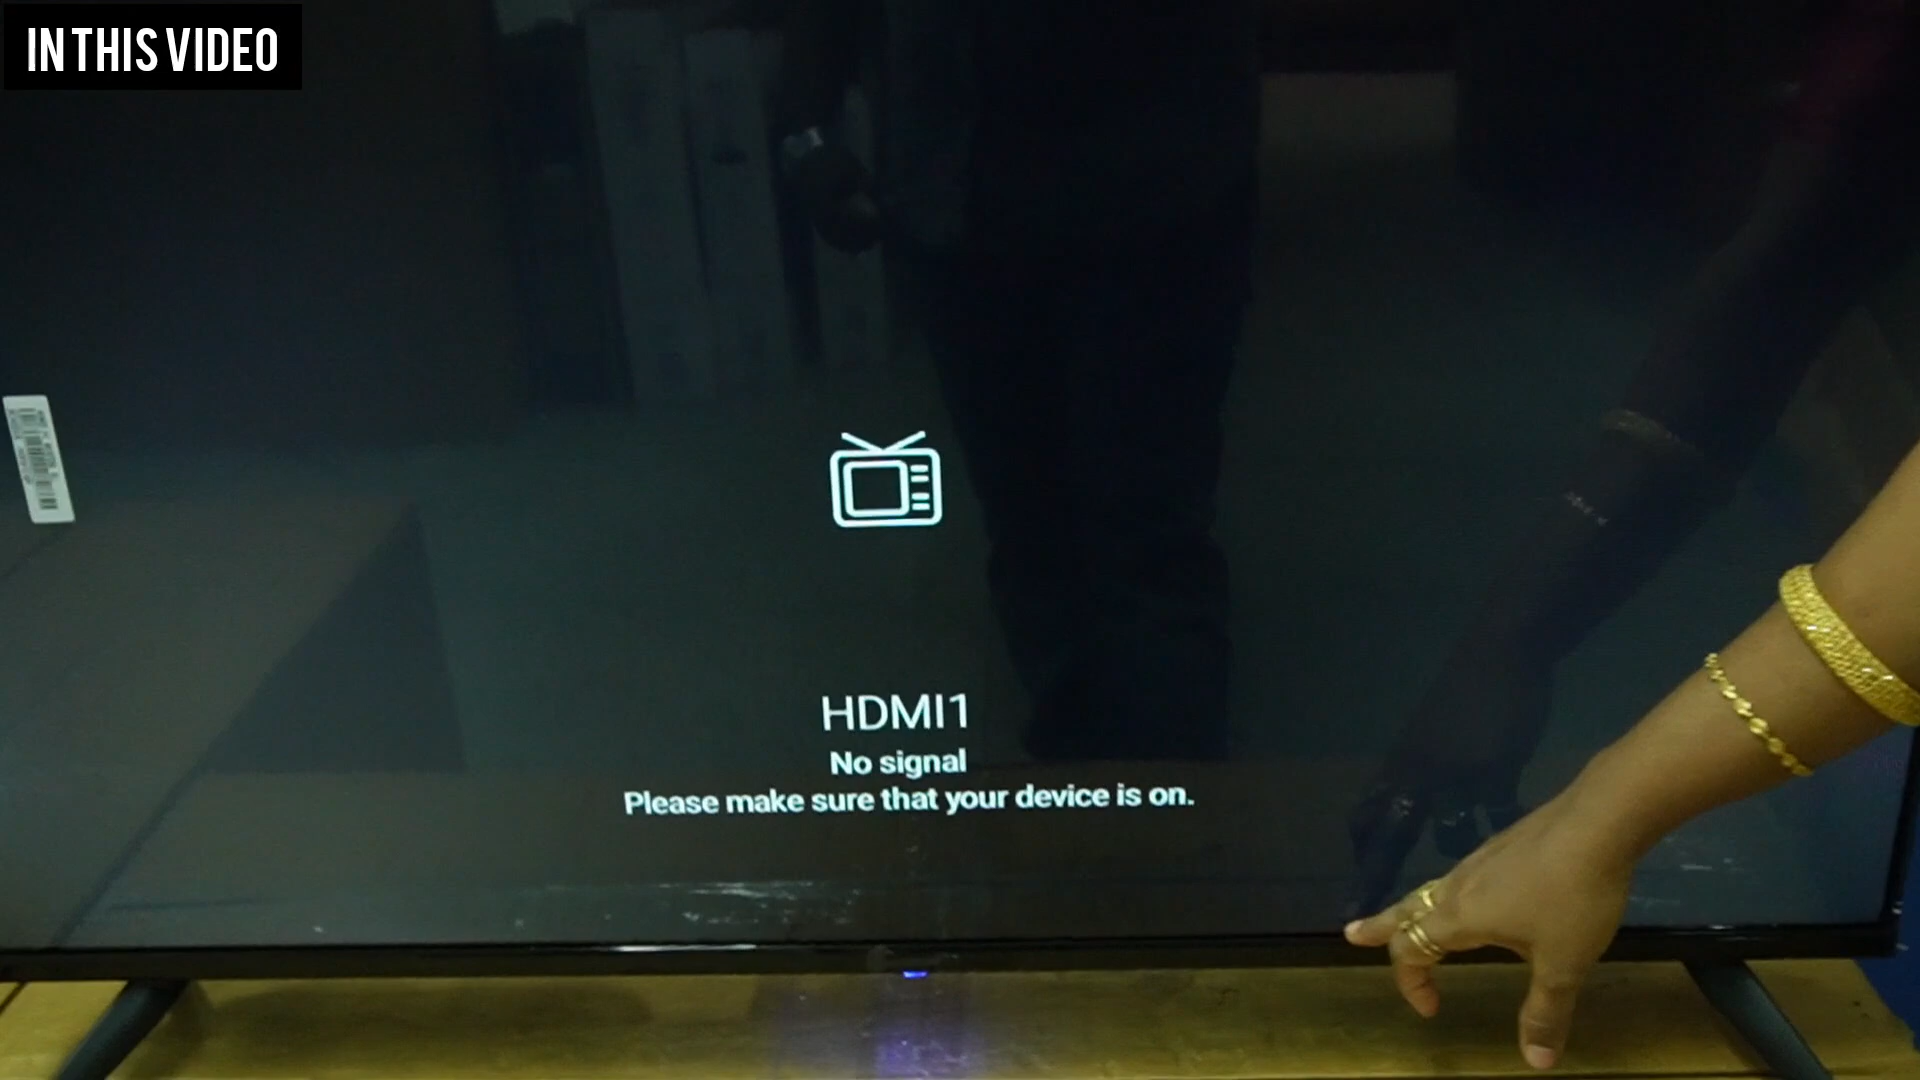 IN THIS VIDEO
HDMI1
No signal
Please make sure that your device is on.